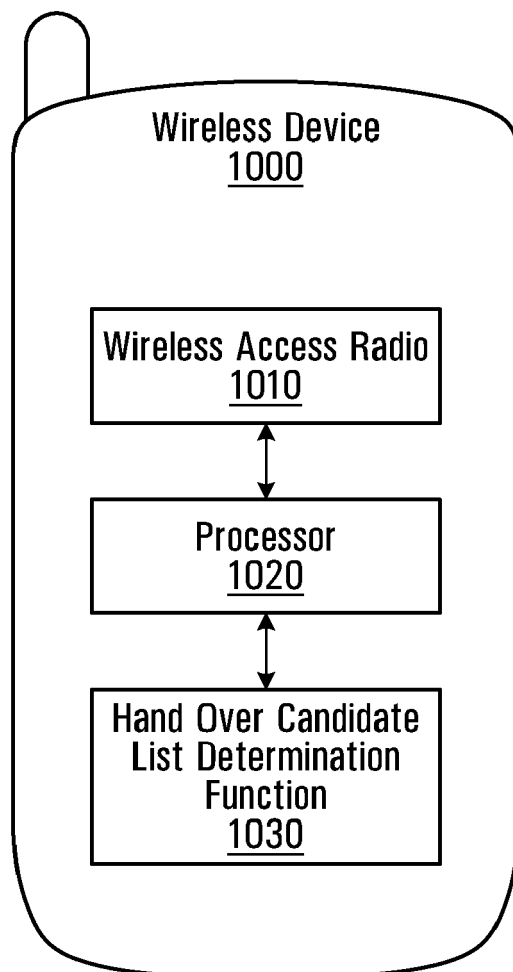 Wireless Device
1000
Wireless Access Radio
1010
Processor
1020
Hand Over Candidate
List Determination
Function
1030